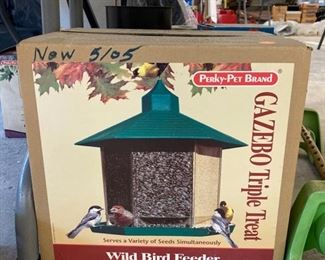 New 5/05
PERKY-PET BRAND
GAZEBO Triple Treat
Serves a Variety of Seeds Simultaneously
Wild Bird Feeder